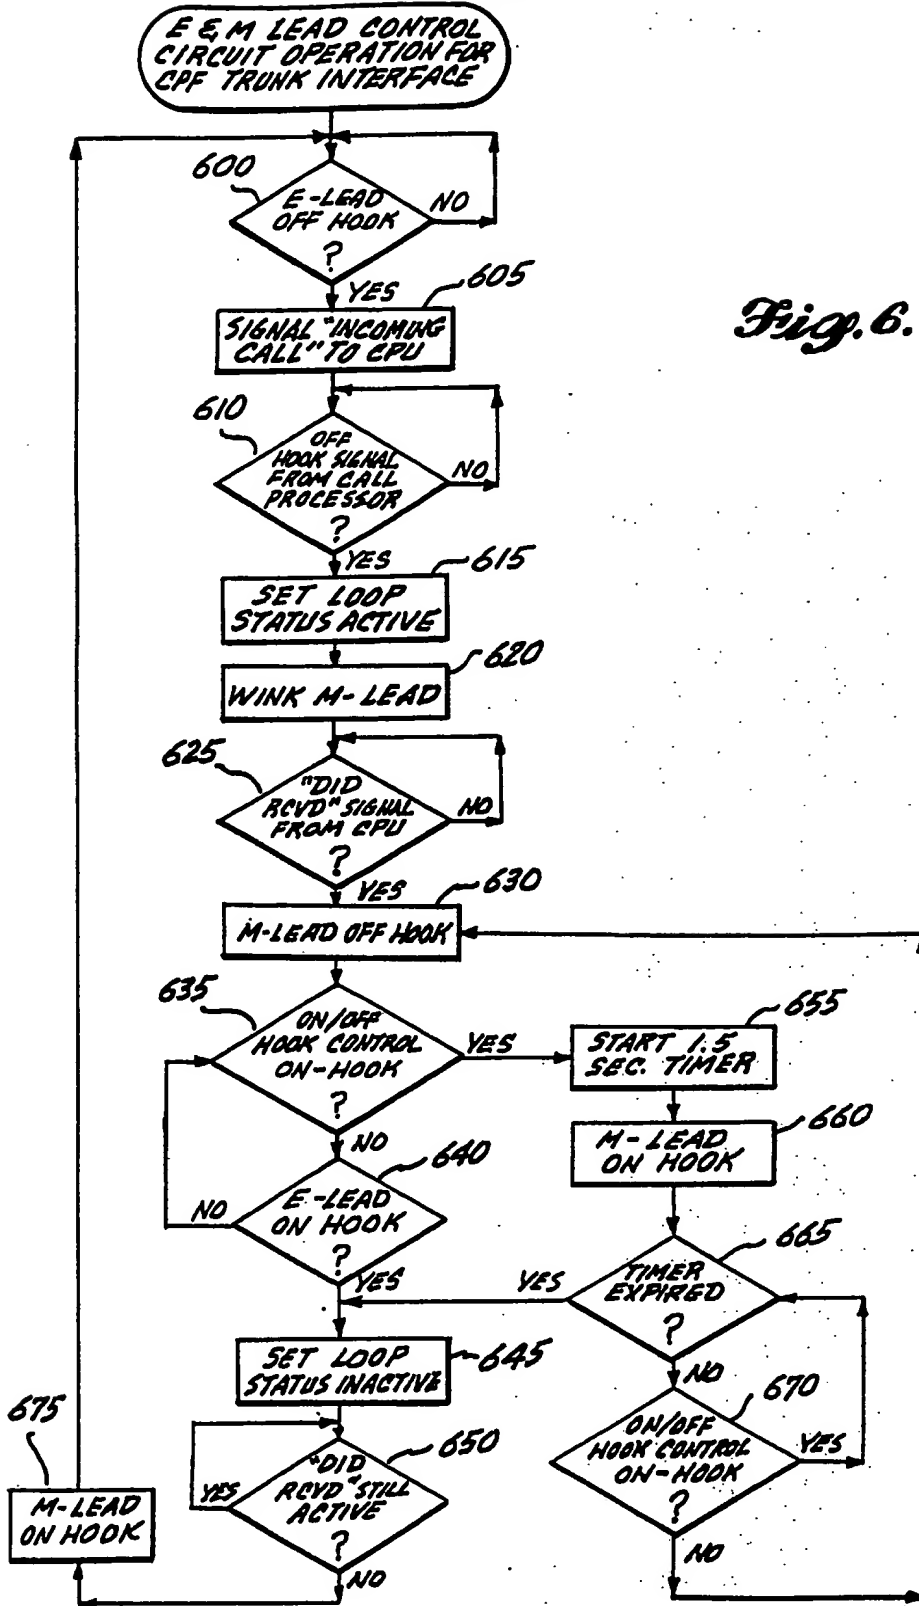 E & M LEAD CONTROL
CIRCUIT OPERATION FOR
CPF TRUNK INTERFACE
600
E-LEAD
OFF HOOK
?
NO
YES
605
SIGNAL "INCOMING
CALL" TO CPU
Fig. 6.
610
OFF
HOOK SIGNAL
FROM CALL
PROCESSOR
?
NO
YES
615
SET LOOP
STATUS ACTIVE
620
WINK M-LEAD
625
"DID
RCVD" SIGNAL
FROM CPU
?
NO
YES
630
M-LEAD OFF HOOK
635
ON/OFF
HOOK CONTROL
ON-HOOK
?
YES
NO
655
START 1.5
SEC. TIMER
660
M-LEAD
ON HOOK
640
E-LEAD
ON HOOK
?
NO
YES
665
TIMER
EXPIRED
?
YES
NO
645
SET LOOP
STATUS INACTIVE
670
ON/OFF
HOOK CONTROL
ON-HOOK
?
YES
NO
650
"DID
RCVD" STILL
ACTIVE
?
YES
NO
675
M-LEAD
ON HOOK